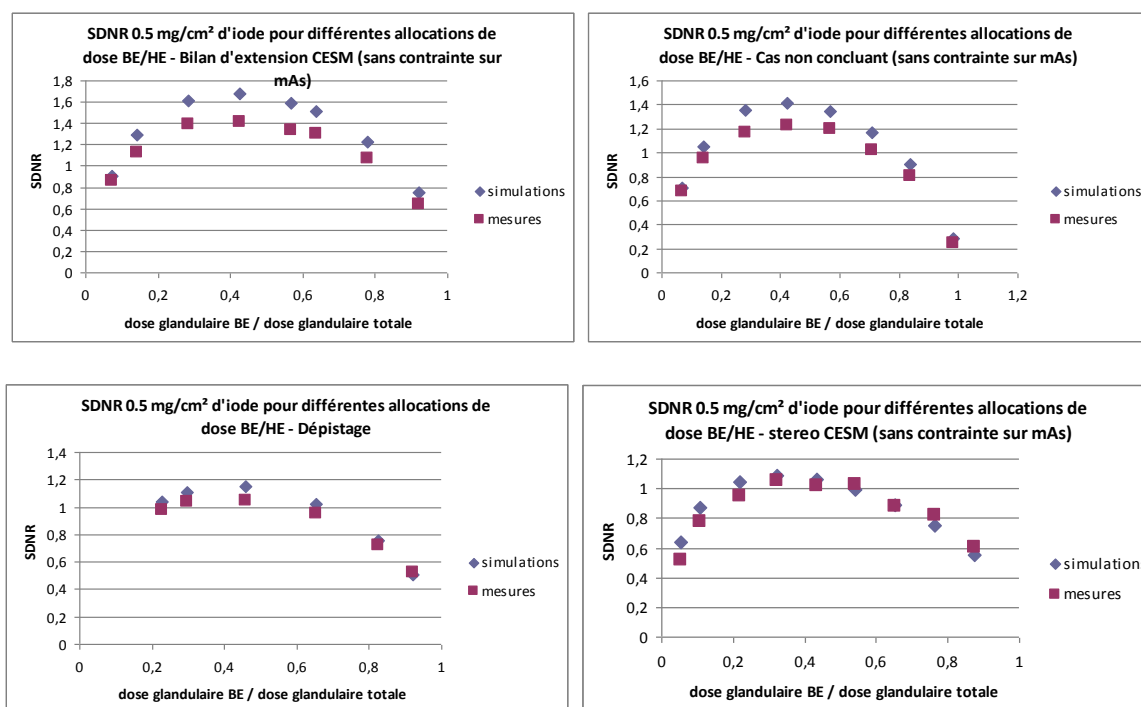 SDNR 0.5 mg/cm² d'iode pour différentes allocations de
dose BE/HE - Bilan d'extension CESM (sans contrainte sur
mAs)
1,8
1,6
1,4
1,2
1
0,8
0,6
0,4
0,2
0
SDNR
0
0,2
0,4
0,6
0,8
1
dose glandulaire BE / dose glandulaire totale
simulations
mesures
SDNR 0.5 mg/cm² d'iode pour différentes allocations de
dose BE/HE - Cas non concluant (sans contrainte sur mAs)
1,6
1,4
1,2
1
0,8
0,6
0,4
0,2
0
SDNR
0
0,2
0,4
0,6
0,8
1
1,2
dose glandulaire BE / dose glandulaire totale
simulations
mesures
SDNR 0.5 mg/cm² d'iode pour différentes allocations de
dose BE/HE - Dépistage
1,4
1,2
1
0,8
0,6
0,4
0,2
0
SDNR
0
0,2
0,4
0,6
0,8
1
dose glandulaire BE / dose glandulaire totale
simulations
mesures
SDNR 0.5 mg/cm² d'iode pour différentes allocations de
dose BE/HE - stereo CESM (sans contrainte sur mAs)
1,2
1
0,8
0,6
0,4
0,2
0
SDNR
0
0,2
0,4
0,6
0,8
1
dose glandulaire BE / dose glandulaire totale
simulations
mesures